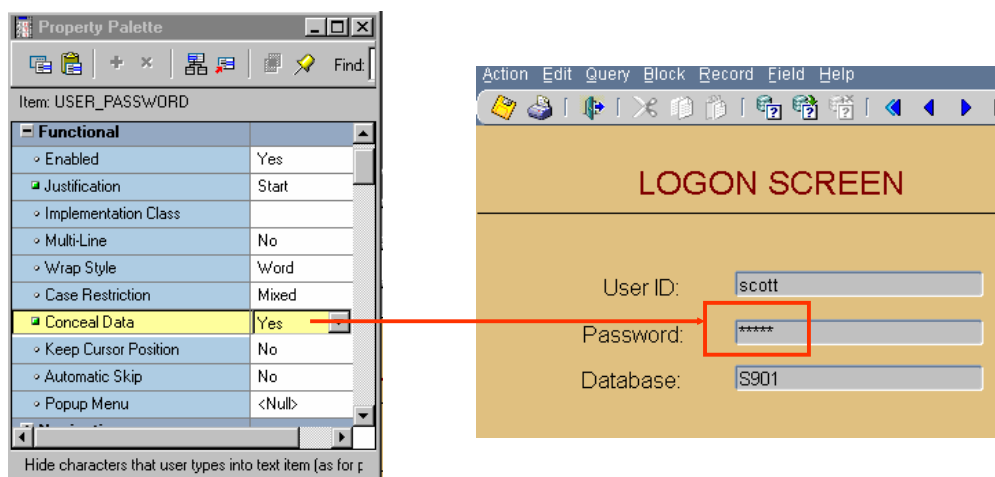 Property Palette
Find:
Item: USER_PASSWORD
Functional
Enabled Yes
Justification Start
Implementation Class
Multi-Line No
Wrap Style Word
Case Restriction Mixed
Conceal Data Yes
Keep Cursor Position No
Automatic Skip No
Popup Menu <Null>
Hide characters that user types into text item (as for p
Action Edit Query Block Record Field Help
LOGON SCREEN
User ID: scott
Password: *****
Database: S901